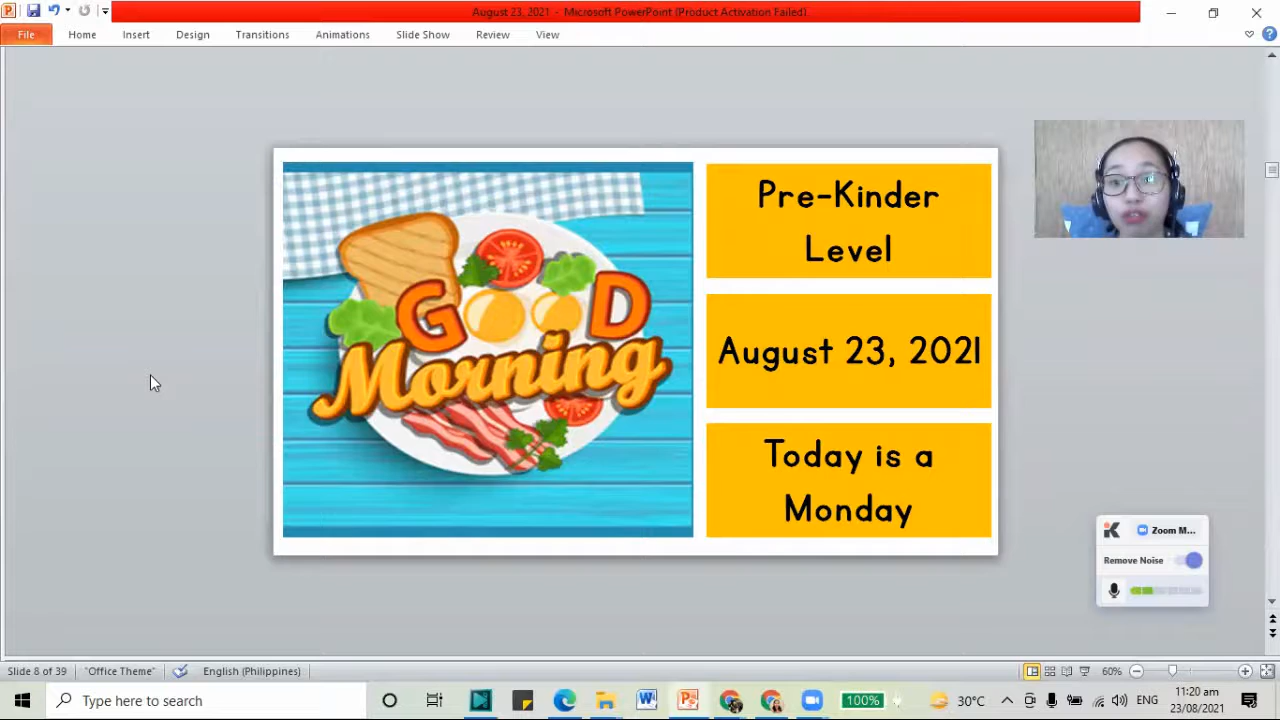 August 23, 2021 - Microsoft PowerPoint (Product Activation Failed)
File Home Insert Design Transitions Animations Slide Show Review View
GOOD
Morning
Pre-Kinder
Level
August 23, 2021
Today is a
Monday
Zoom M...
Remove Noise
Slide 8 of 39 "Office Theme" English (Philippines) 60%
Type here to search 100% 30°C ENG 11:20 am
23/08/2021